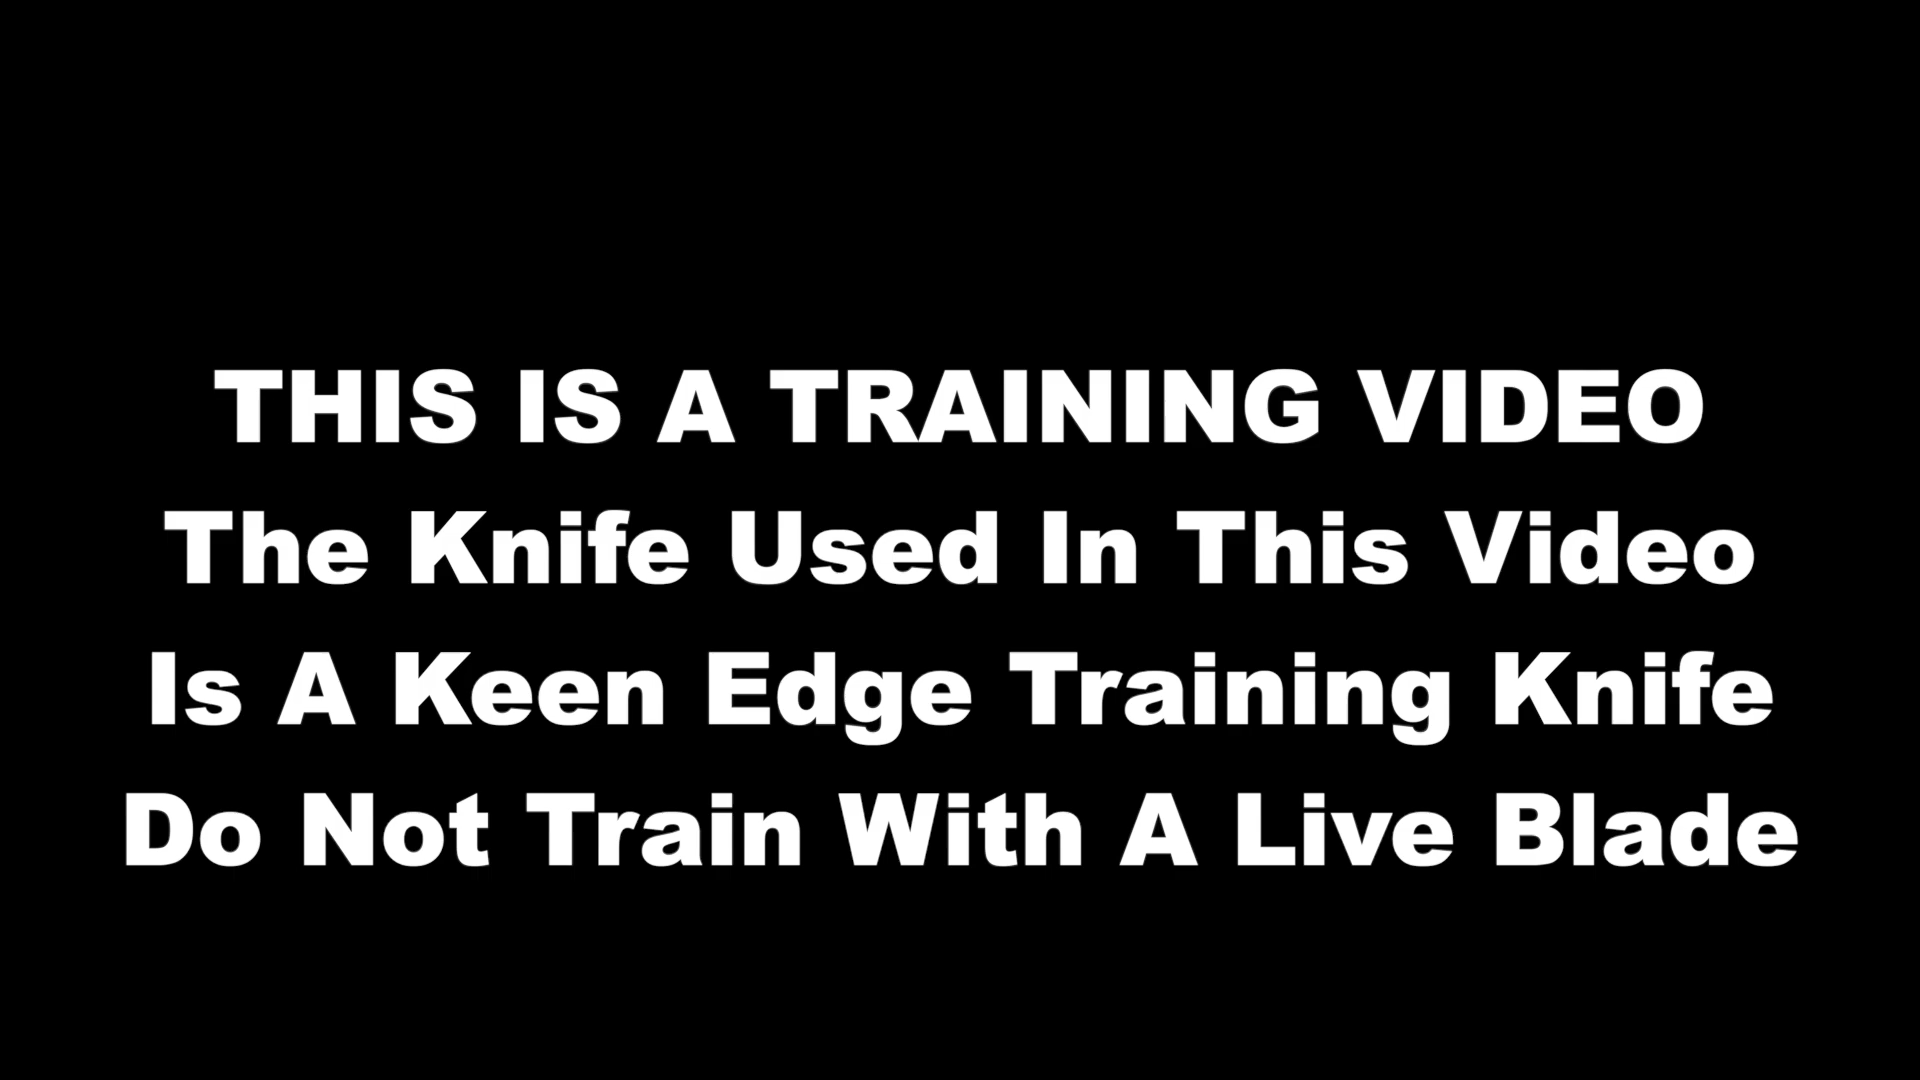 THIS IS A TRAINING VIDEO
The Knife Used In This Video
Is A Keen Edge Training Knife
Do Not Train With A Live Blade